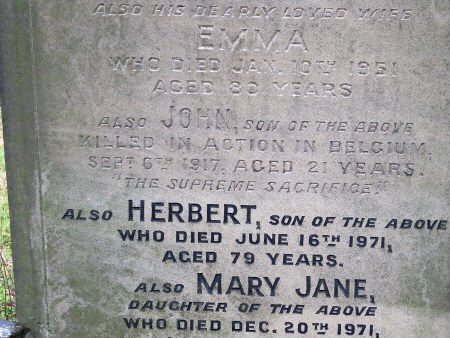 ALSO HIS DEARLY LOVED WIFE
EMMA
WHO DIED JAN. 10TH 1951
AGED 80 YEARS
ALSO JOHN, SON OF THE ABOVE
KILLED IN ACTION IN BELGIUM,
SEPT 6TH 1917, AGED 21 YEARS.
"THE SUPREME SACRIFICE"
ALSO HERBERT, SON OF THE ABOVE
WHO DIED JUNE 16TH 1971,
AGED 79 YEARS.
ALSO MARY JANE,
DAUGHTER OF THE ABOVE
WHO DIED DEC. 20TH 1971,